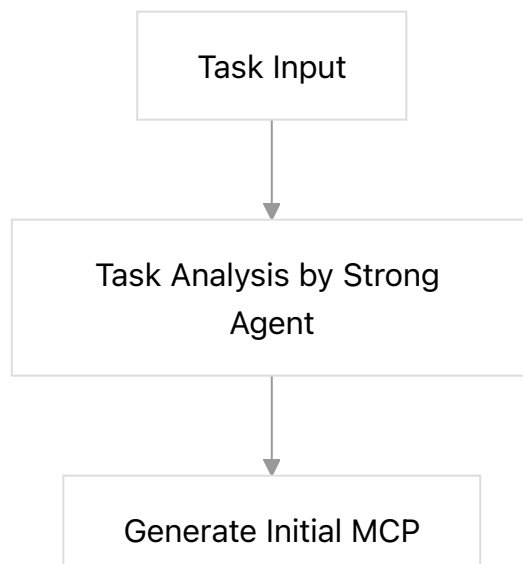 Task Input
Task Analysis by Strong
Agent
Generate Initial MCP